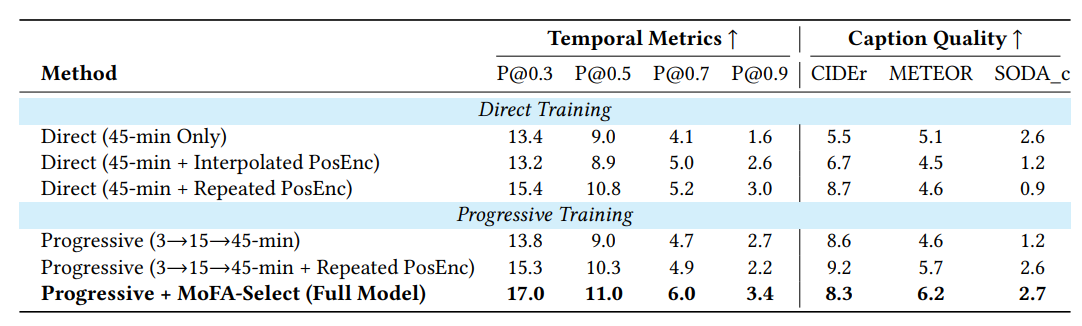 Temporal Metrics ↑ Caption Quality ↑
Method P@0.3 P@0.5 P@0.7 P@0.9 CIDEr METEOR SODA_c
Direct Training
Direct (45-min Only) 13.4 9.0 4.1 1.6 5.5 5.1 2.6
Direct (45-min + Interpolated PosEnc) 13.2 8.9 5.0 2.6 6.7 4.5 1.2
Direct (45-min + Repeated PosEnc) 15.4 10.8 5.2 3.0 8.7 4.6 0.9
Progressive Training
Progressive (3→15→45-min) 13.8 9.0 4.7 2.7 8.6 4.6 1.2
Progressive (3→15→45-min + Repeated PosEnc) 15.3 10.3 4.9 2.2 9.2 5.7 2.6
Progressive + MoFA-Select (Full Model) 17.0 11.0 6.0 3.4 8.3 6.2 2.7